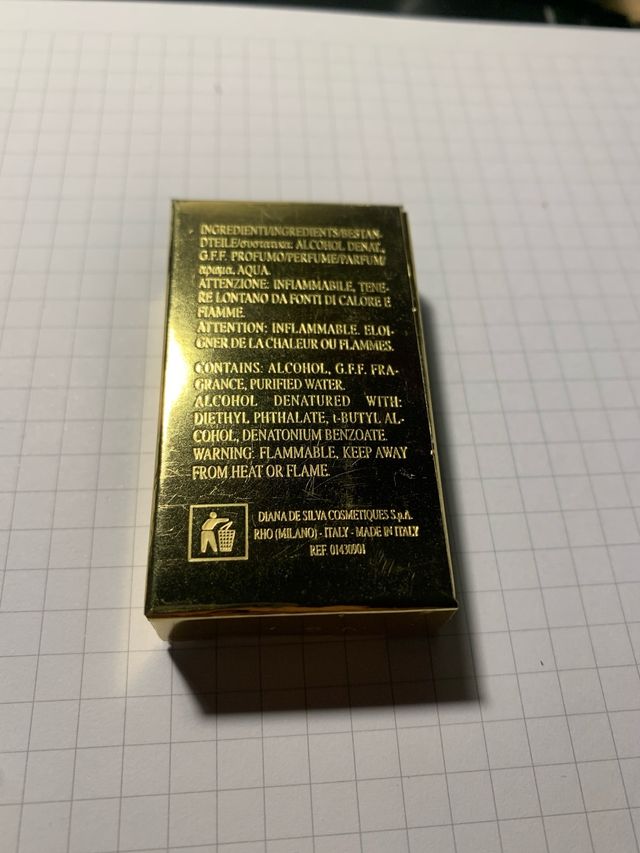 INGREDIENTI/INGREDIENTS/BESTAN-
DTEILE/συστατικα: ALCOHOL DENAT.,
G.F.F. PROFUMO/PERFUME/PARFUM/
άρωμα, AQUA.
ATTENZIONE: INFIAMMABILE, TENE-
RE LONTANO DA FONTI DI CALORE E
FIAMME.
ATTENTION: INFLAMMABLE. ELOI-
GNER DE LA CHALEUR OU FLAMMES.
CONTAINS: ALCOHOL, G.F.F. FRA-
GRANCE, PURIFIED WATER.
ALCOHOL DENATURED WITH:
DIETHYL PHTHALATE, t-BUTYL AL-
COHOL, DENATONIUM BENZOATE.
WARNING: FLAMMABLE, KEEP AWAY
FROM HEAT OR FLAME.
DIANA DE SILVA COSMETIQUES S.p.A.
RHO (MILANO) - ITALY - MADE IN ITALY
REF. 01430901